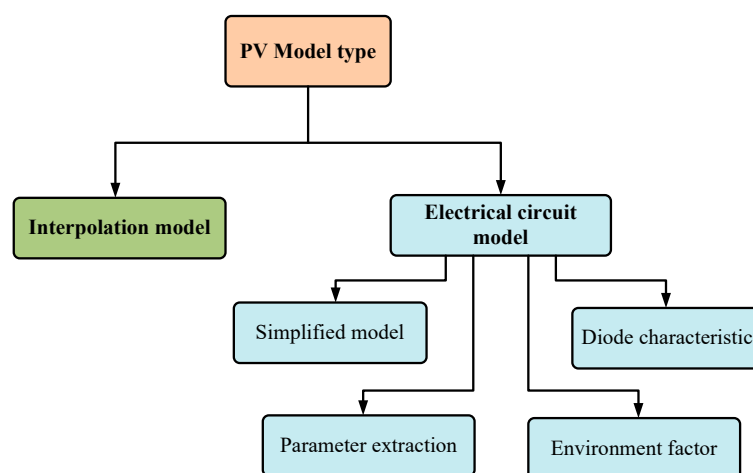 PV Model type
Interpolation model
Electrical circuit
model
Simplified model
Diode characteristic
Parameter extraction
Environment factor